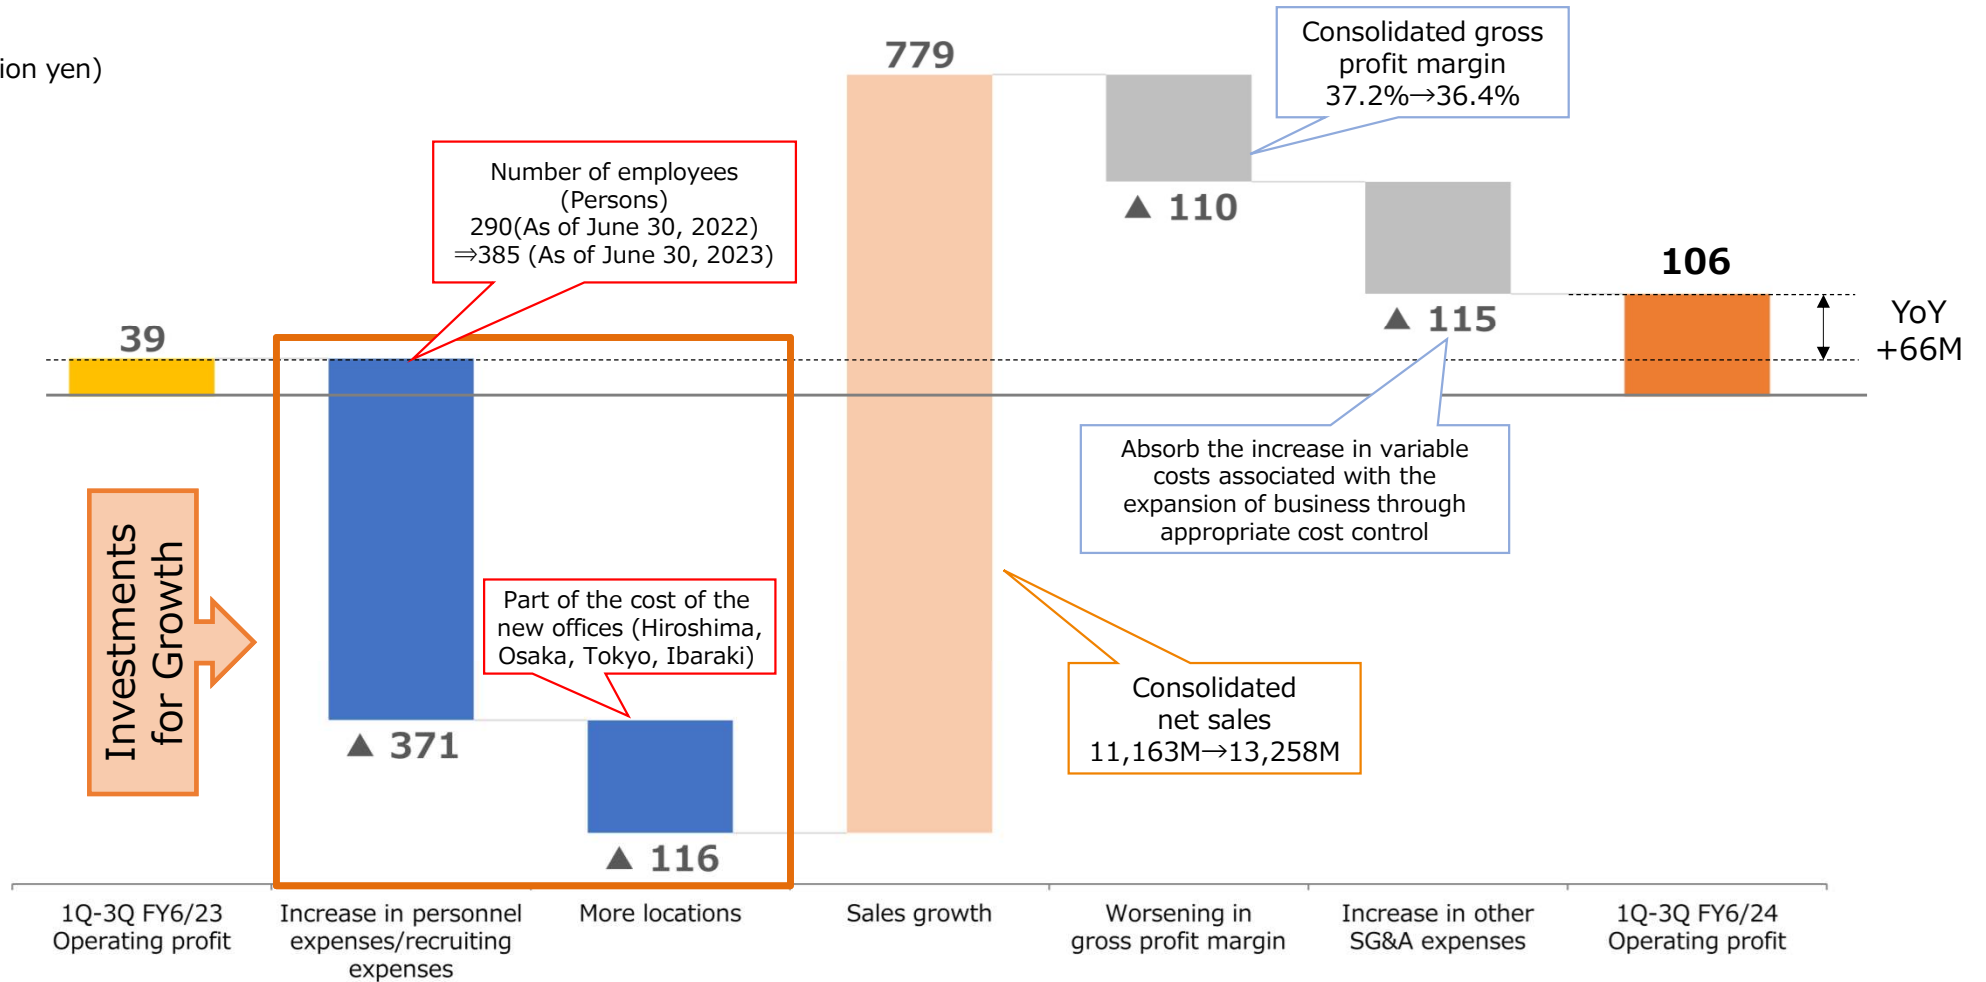 ion yen)
779
Consolidated gross
profit margin
37.2%→36.4%
Number of employees
(Persons)
290(As of June 30, 2022)
⇒385 (As of June 30, 2023)
▲ 110
106
39
▲ 115
YoY
+66M
Absorb the increase in variable
costs associated with the
expansion of business through
appropriate cost control
Investments
for Growth
Part of the cost of the
new offices (Hiroshima,
Osaka, Tokyo, Ibaraki)
Consolidated
net sales
11,163M→13,258M
▲ 371
▲ 116
1Q-3Q FY6/23
Operating profit
Increase in personnel
expenses/recruiting
expenses
More locations
Sales growth
Worsening in
gross profit margin
Increase in other
SG&A expenses
1Q-3Q FY6/24
Operating profit